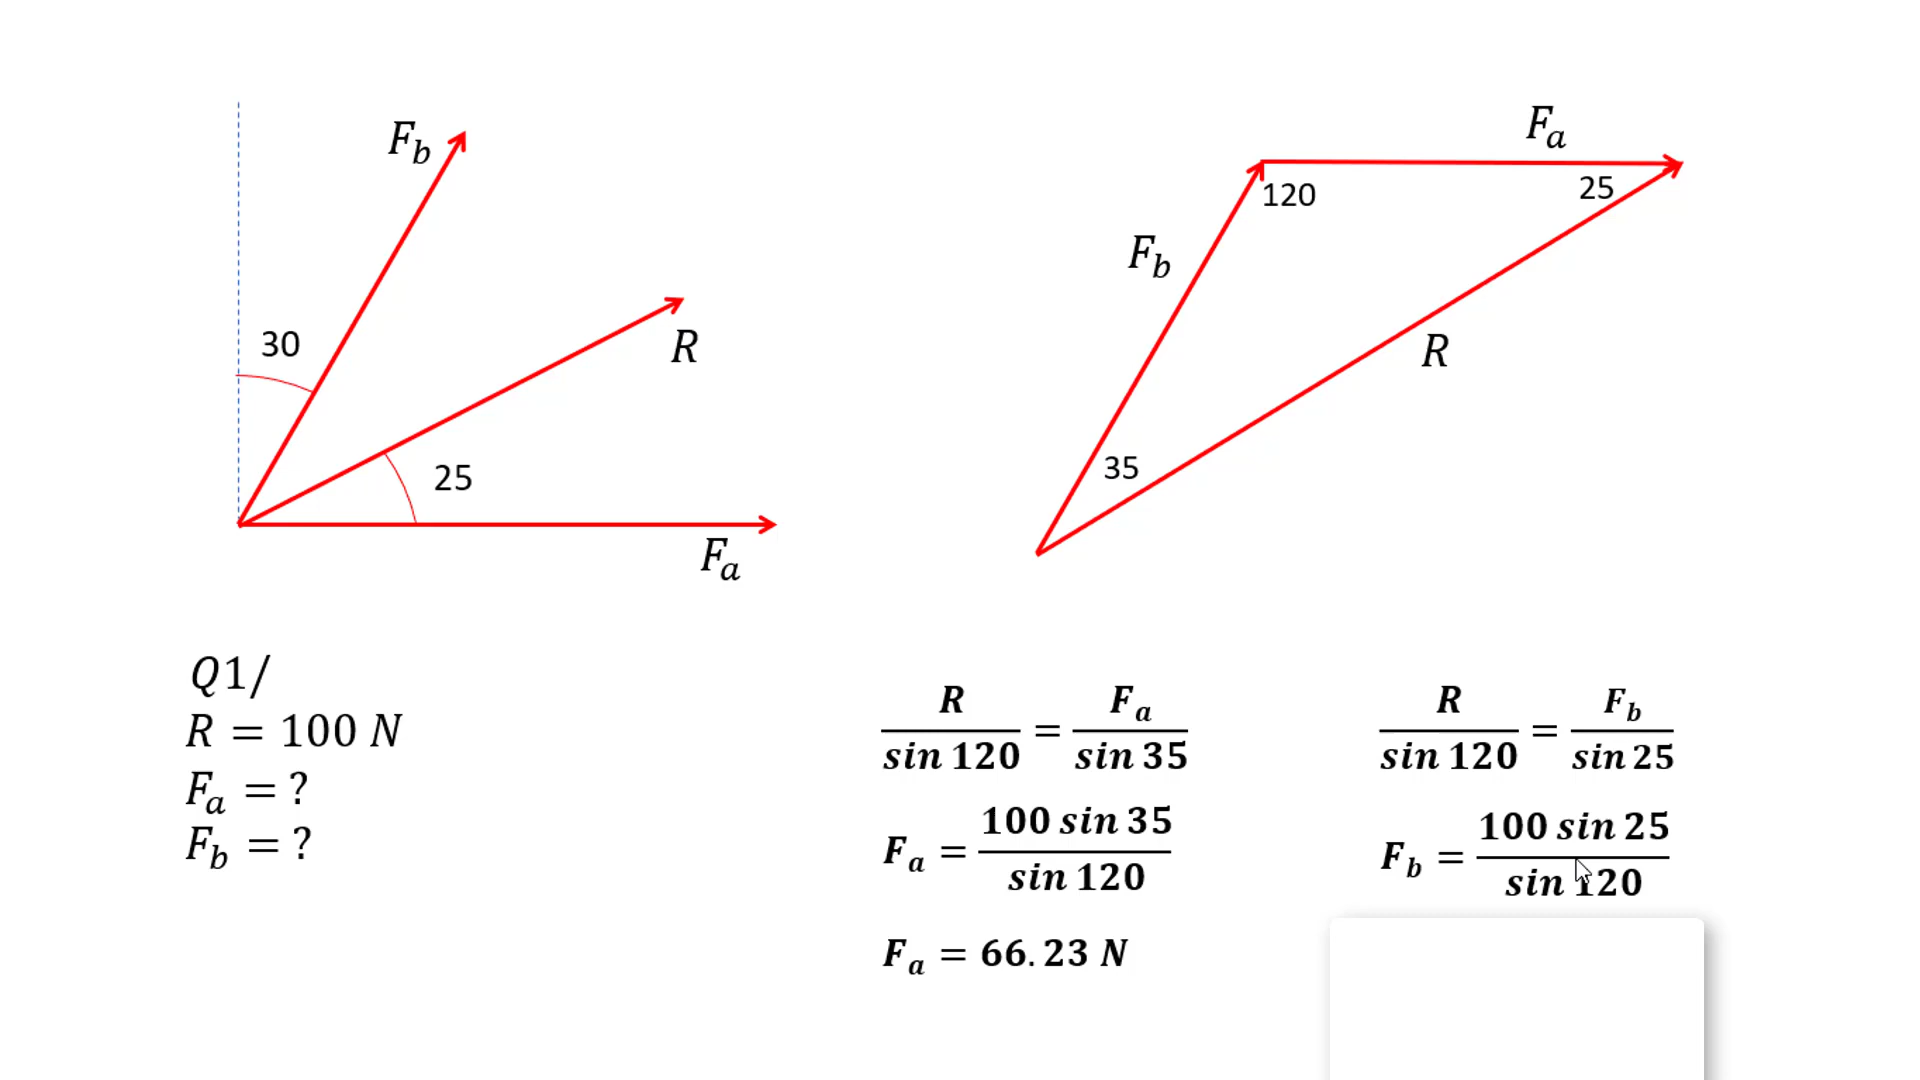 F_b
30
R
25
F_a
F_a
120
25
F_b
R
35
Q1/
R = 100 N
F_a = ?
F_b = ?
R / sin 120 = F_a / sin 35
F_a = 100 sin 35 / sin 120
F_a = 66.23 N
R / sin 120 = F_b / sin 25
F_b = 100 sin 25 / sin 120